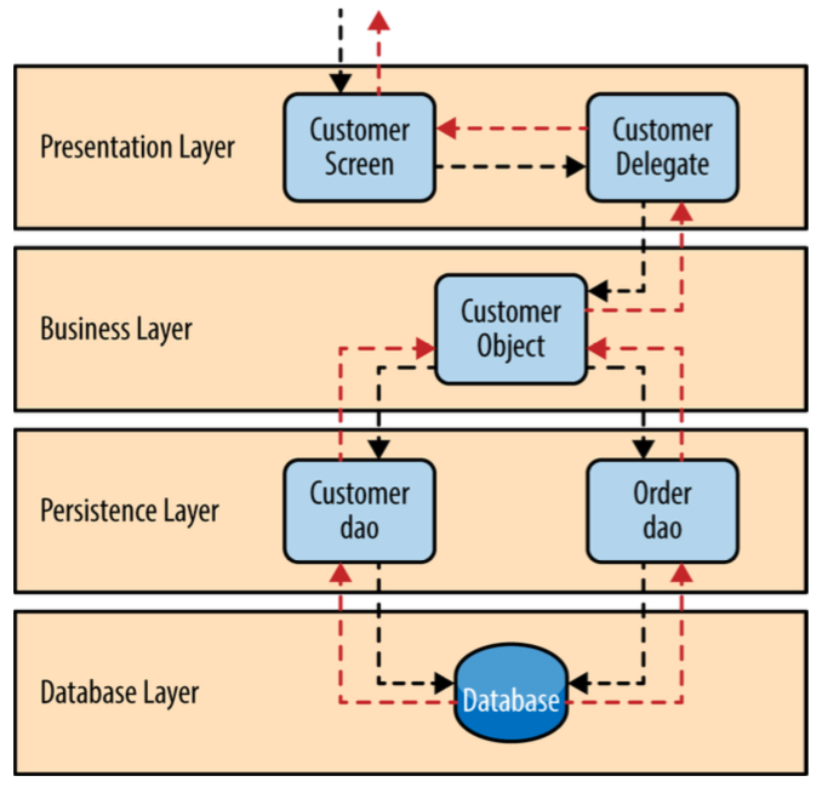 Presentation Layer
Customer
Screen
Customer
Delegate
Business Layer
Customer
Object
Persistence Layer
Customer
dao
Order
dao
Database Layer
Database